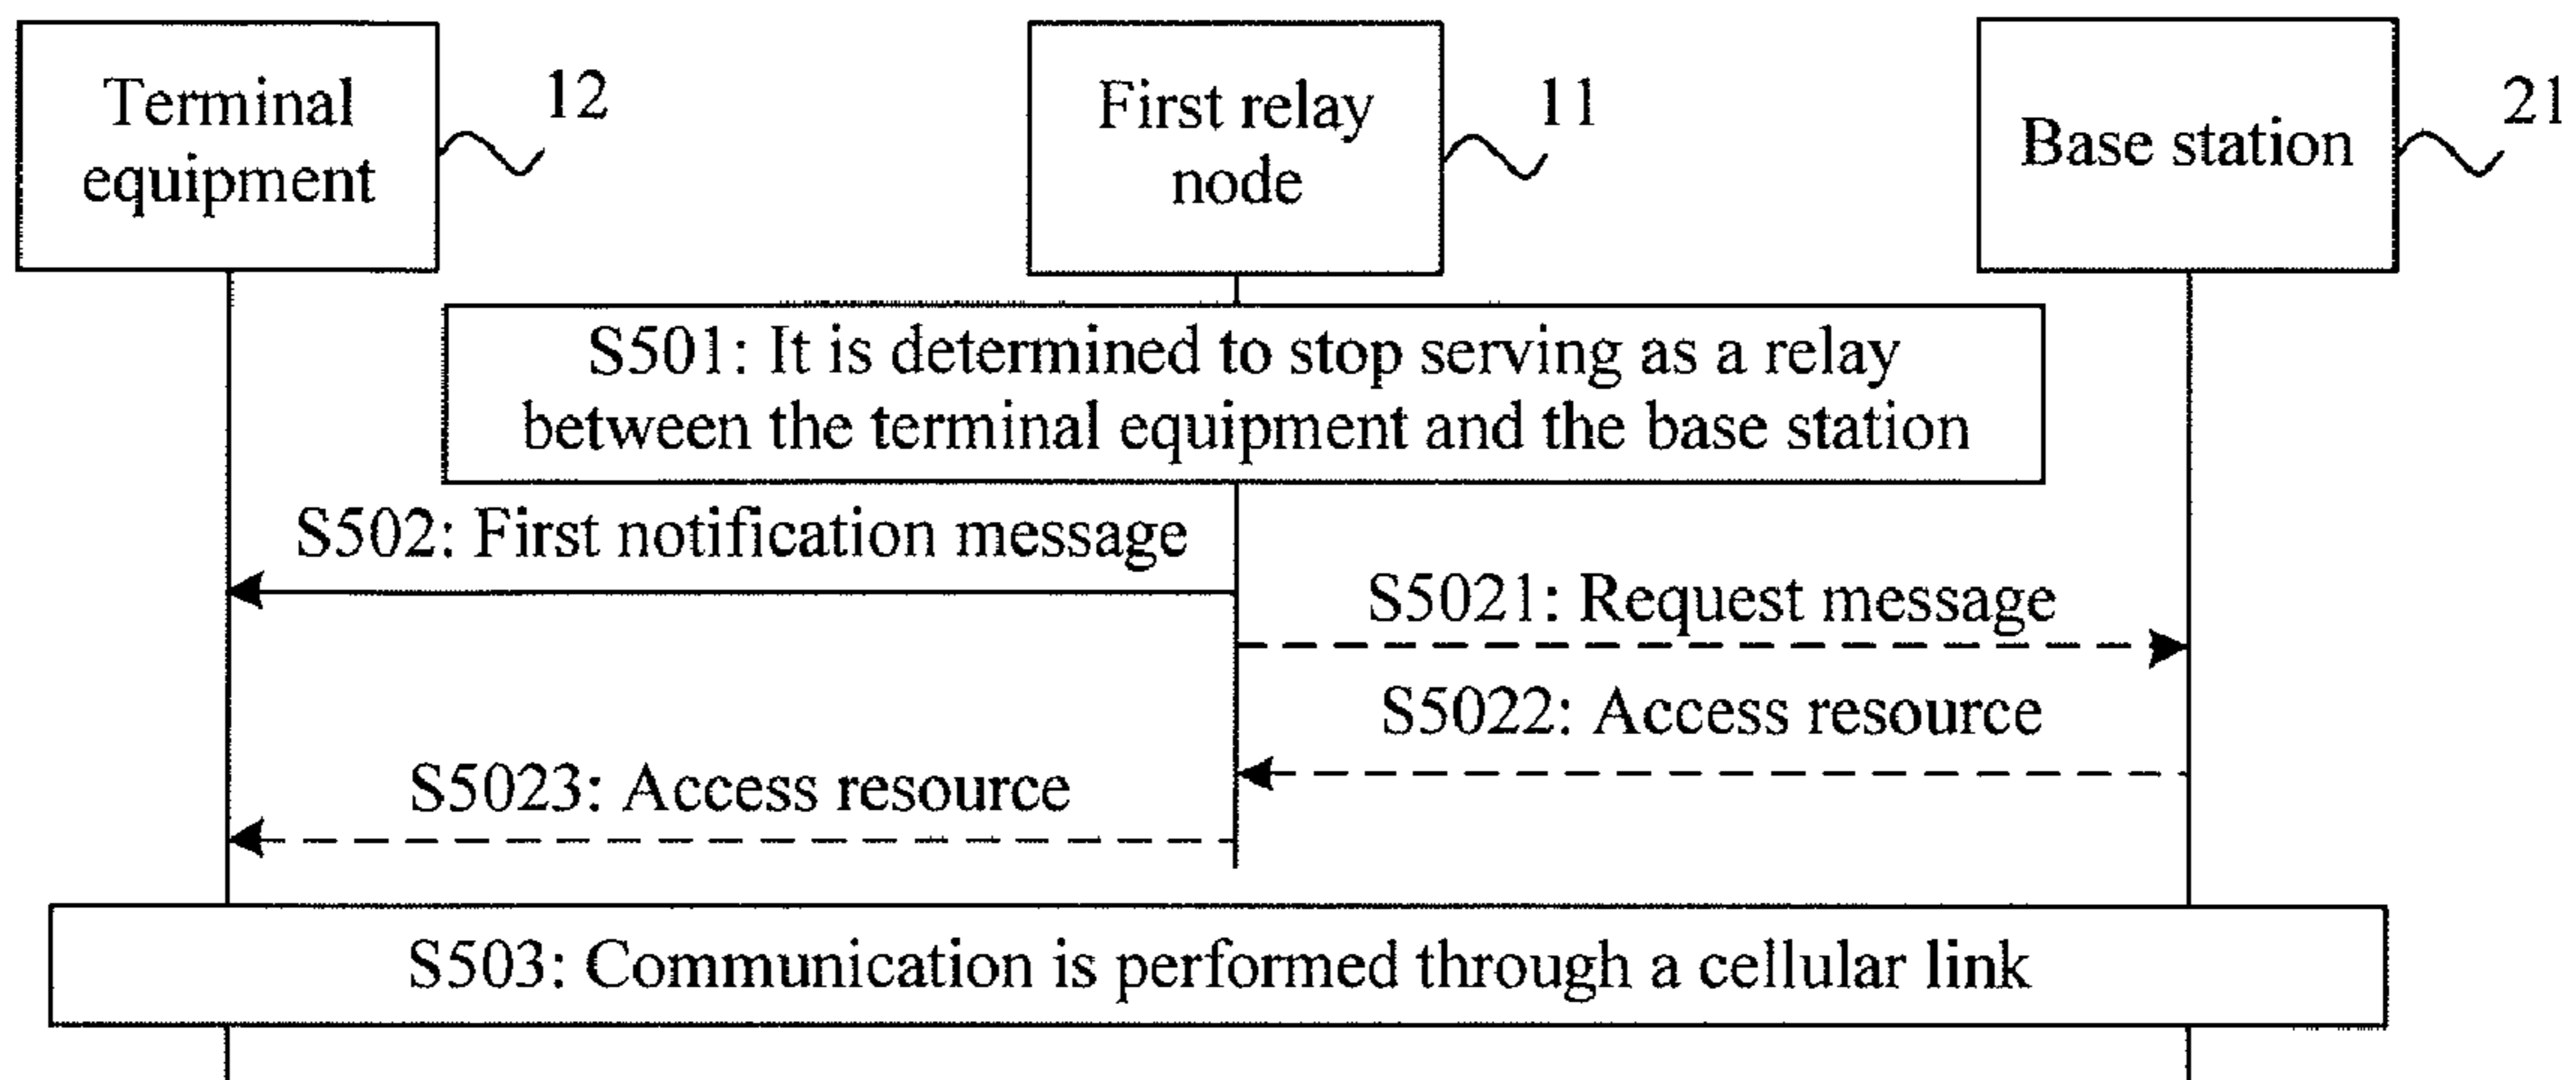 Terminal
equipment
12
First relay
node
11
Base station
21
S501: It is determined to stop serving as a relay
between the terminal equipment and the base station
S502: First notification message
S5021: Request message
S5022: Access resource
S5023: Access resource
S503: Communication is performed through a cellular link